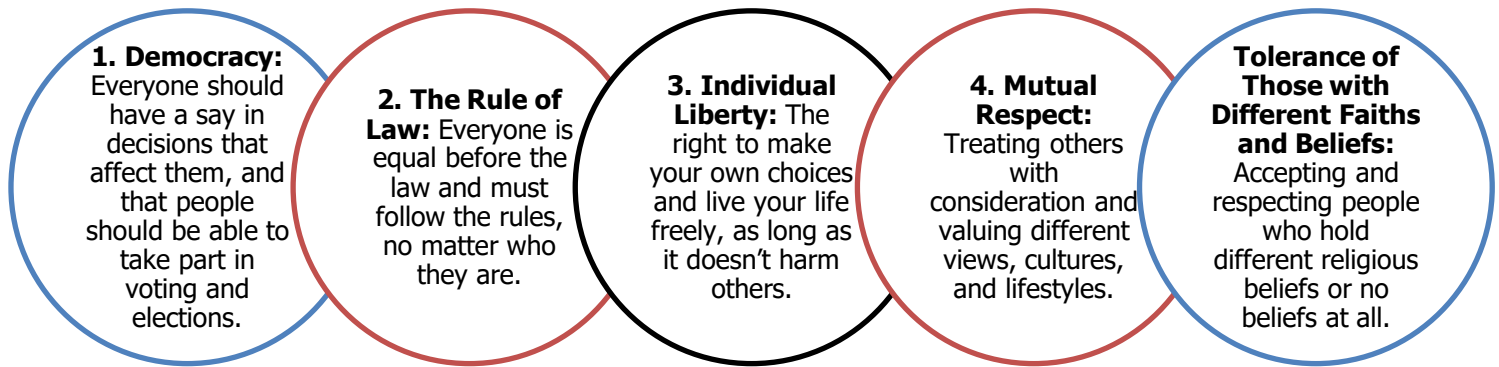 1. Democracy:
Everyone should
have a say in
decisions that
affect them, and
that people
should be able to
take part in
voting and
elections.
2. The Rule of
Law: Everyone is
equal before the
law and must
follow the rules,
no matter who
they are.
3. Individual
Liberty: The
right to make
your own choices
and live your life
freely, as long as
it doesn’t harm
others.
4. Mutual
Respect:
Treating others
with
consideration and
valuing different
views, cultures,
and lifestyles.
Tolerance of
Those with
Different Faiths
and Beliefs:
Accepting and
respecting people
who hold
different religious
beliefs or no
beliefs at all.